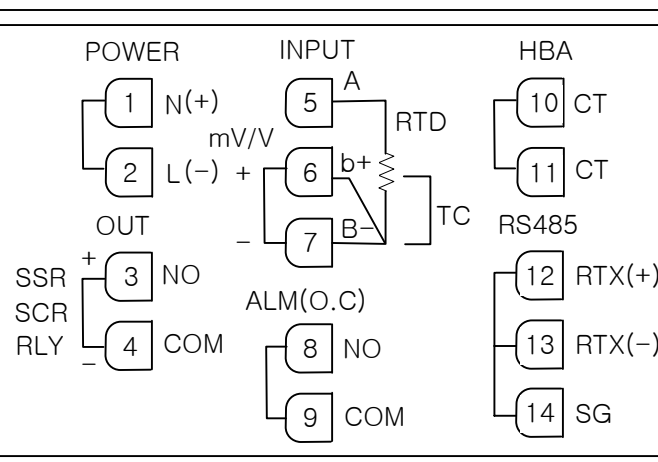 POWER
1 N(+)
2 L(−)
OUT
+
SSR 3 NO
SCR
RLY 4 COM
−
INPUT
5 A
RTD
mV/V
+ 6 b+
TC
− 7 B−
ALM(O.C)
8 NO
9 COM
HBA
10 CT
11 CT
RS485
12 RTX(+)
13 RTX(−)
14 SG